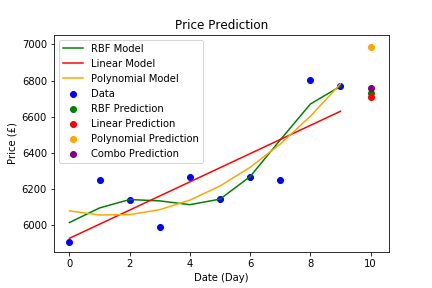 Price Prediction
7000
6800
6600
6400
6200
6000
Price (£)
RBF Model
Linear Model
Polynomial Model
Data
RBF Prediction
Linear Prediction
Polynomial Prediction
Combo Prediction
0
2
4
6
8
10
Date (Day)